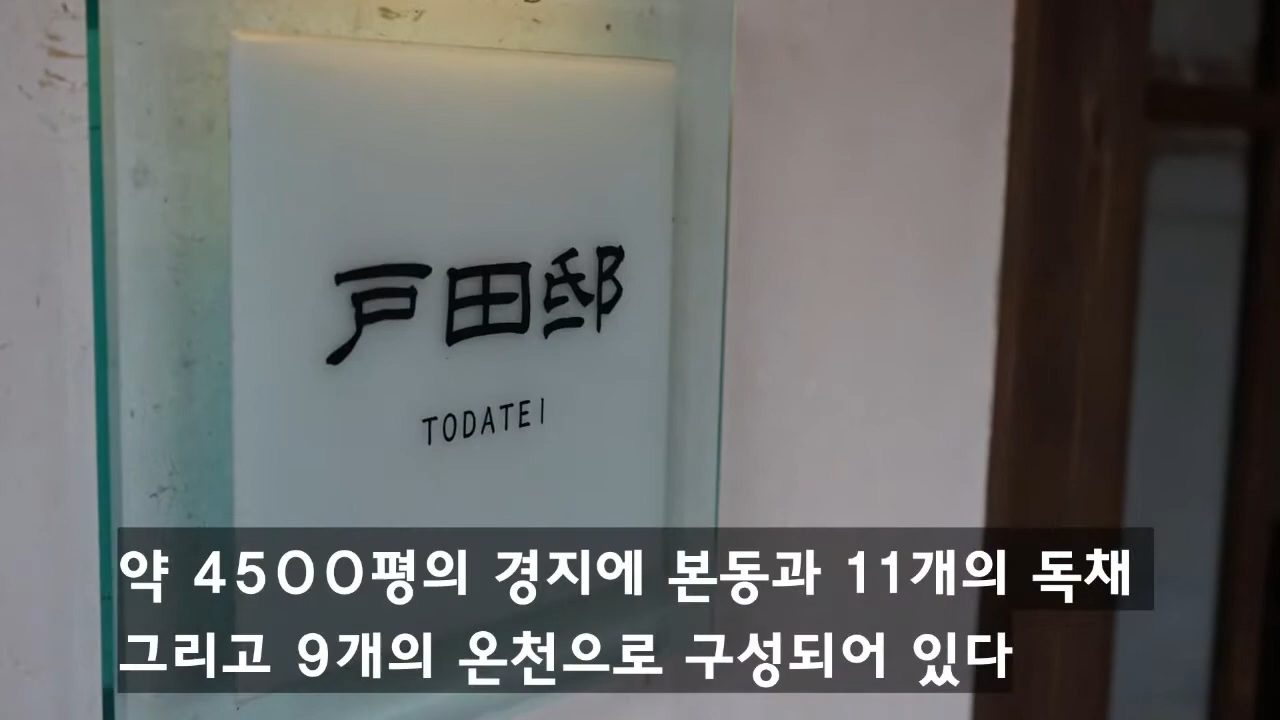 戸田邸
TODATEI
약 4500평의 경지에 본동과 11개의 독채
그리고 9개의 온천으로 구성되어 있다